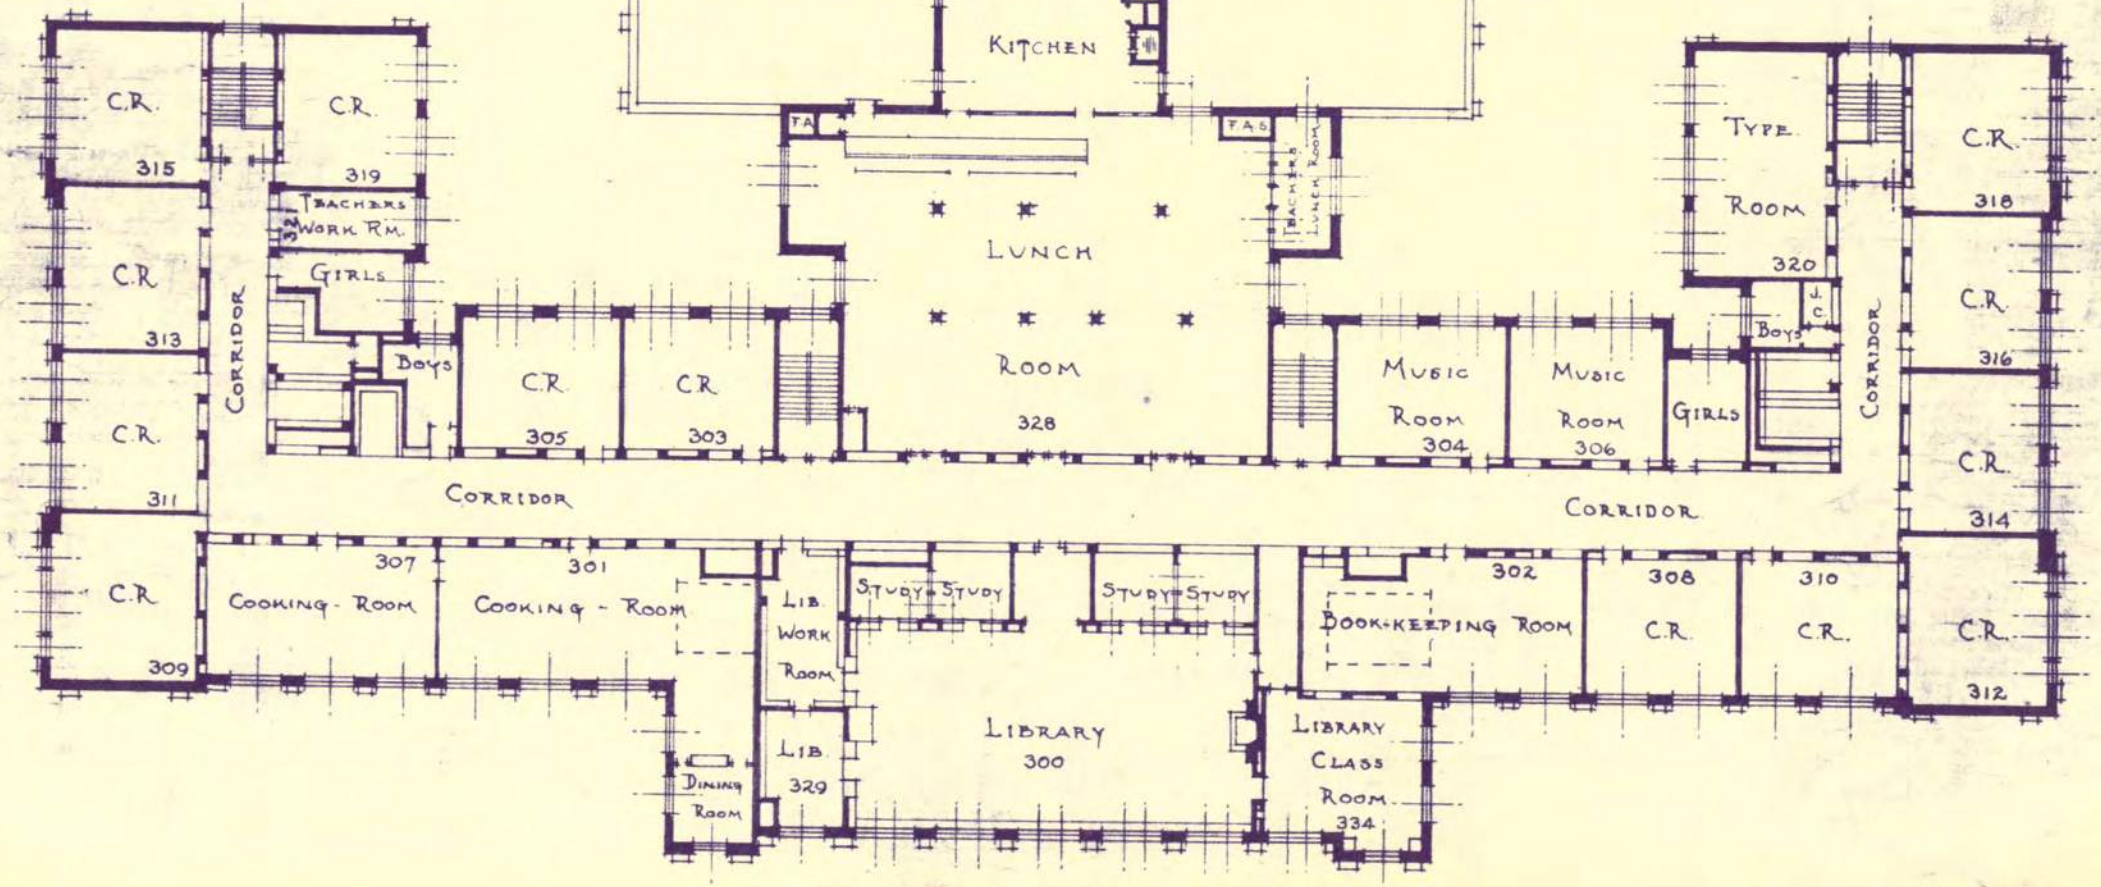 KITCHEN
C.R.
315
C.R.
319
F.A.
F.A.S.
TEACHERS'
LUNCH ROOM
TYPE
ROOM
320
C.R.
318
TEACHERS
WORK RM.
321
C.R.
313
GIRLS
CORRIDOR
LUNCH
ROOM
328
J.
C.
BOYS
CORRIDOR
C.R.
316
BOYS
C.R.
305
C.R.
303
MUSIC
ROOM
304
MUSIC
ROOM
306
GIRLS
C.R.
311
C.R.
314
CORRIDOR
CORRIDOR
C.R.
309
307
COOKING-ROOM
301
COOKING-ROOM
LIB.
WORK
ROOM
STUDY
STUDY
STUDY
STUDY
302
BOOK-KEEPING ROOM
308
C.R.
310
C.R.
C.R.
312
DINING
ROOM
LIB.
329
LIBRARY
300
LIBRARY
CLASS
ROOM
334